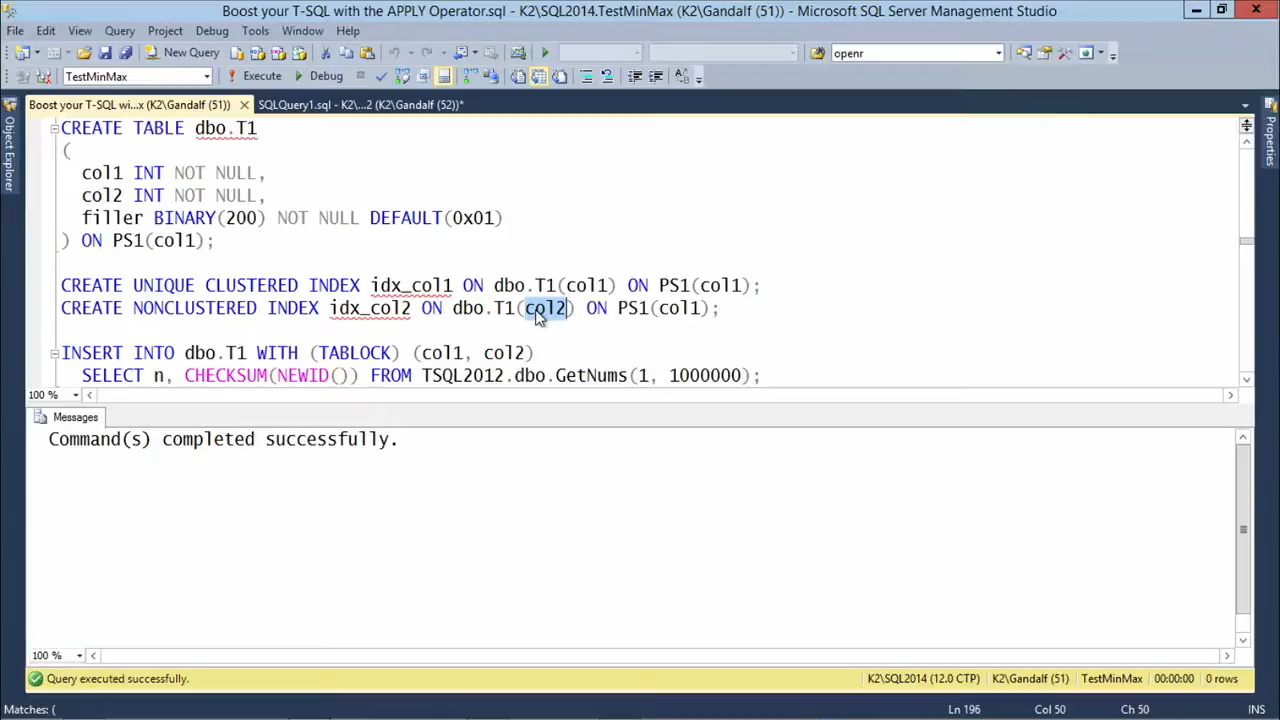 Boost your T-SQL with the APPLY Operator.sql - K2\SQL2014.TestMinMax (K2\Gandalf (51)) - Microsoft SQL Server Management Studio
File Edit View Query Project Debug Tools Window Help
New Query
openr
TestMinMax
Execute
Debug
Boost your T-SQL wi...x (K2\Gandalf (51))
SQLQuery1.sql - K2\...2 (K2\Gandalf (52))*
Object Explorer
Properties
CREATE TABLE dbo.T1
(
col1 INT NOT NULL,
col2 INT NOT NULL,
filler BINARY(200) NOT NULL DEFAULT(0x01)
) ON PS1(col1);
CREATE UNIQUE CLUSTERED INDEX idx_col1 ON dbo.T1(col1) ON PS1(col1);
CREATE NONCLUSTERED INDEX idx_col2 ON dbo.T1(col2) ON PS1(col1);
INSERT INTO dbo.T1 WITH (TABLOCK) (col1, col2)
SELECT n, CHECKSUM(NEWID()) FROM TSQL2012.dbo.GetNums(1, 1000000);
100 %
Messages
Command(s) completed successfully.
100 %
Query executed successfully.
K2\SQL2014 (12.0 CTP) K2\Gandalf (51) TestMinMax 00:00:00 0 rows
Matches: (
Ln 196 Col 50 Ch 50 INS